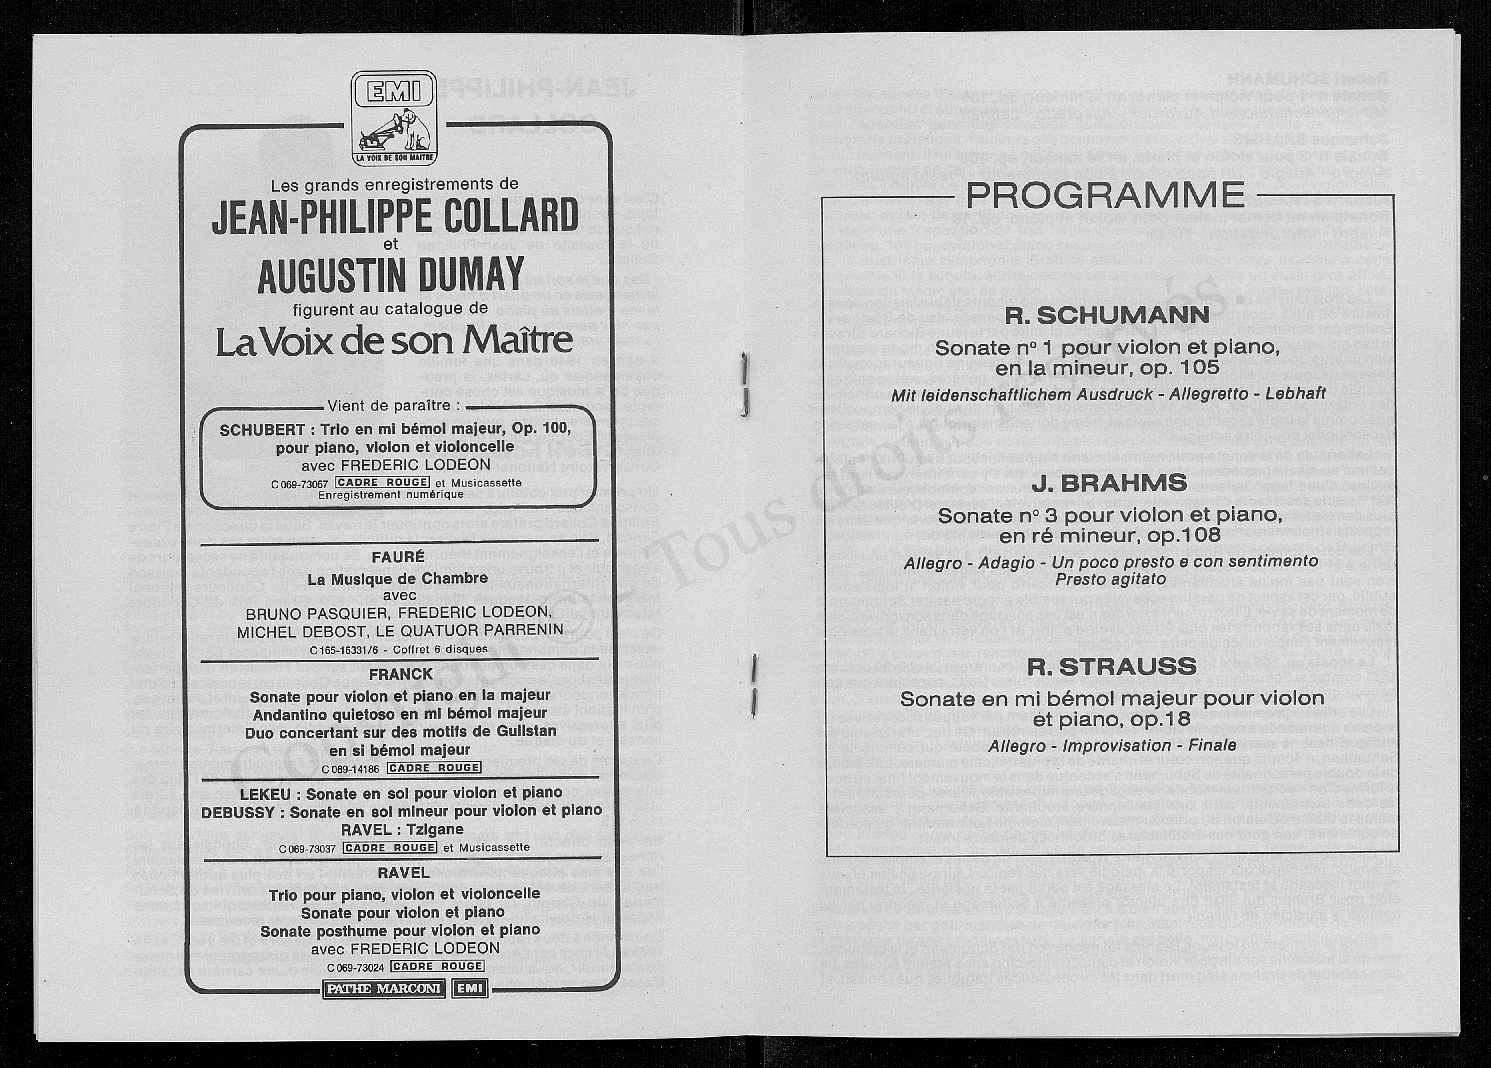 EMI
LA VOIX DE SON MAITRE
Les grands enregistrements de
JEAN-PHILIPPE COLLARD
et
AUGUSTIN DUMAY
figurent au catalogue de
La Voix de son Maître
Vient de paraître :
SCHUBERT : Trio en mi bémol majeur, Op. 100,
pour piano, violon et violoncelle
avec FREDERIC LODEON
C 069-73067 CADRE ROUGE et Musicassette
Enregistrement numérique
FAURÉ
La Musique de Chambre
avec
BRUNO PASQUIER, FREDERIC LODEON,
MICHEL DEBOST, LE QUATUOR PARRENIN
C 165-16331/6 - Coffret 6 disques
FRANCK
Sonate pour violon et piano en la majeur
Andantino quietoso en mi bémol majeur
Duo concertant sur des motifs de Gulistan
en si bémol majeur
C 069-14186 CADRE ROUGE
LEKEU : Sonate en sol pour violon et piano
DEBUSSY : Sonate en sol mineur pour violon et piano
RAVEL : Tzigane
C 069-73037 CADRE ROUGE et Musicassette
RAVEL
Trio pour piano, violon et violoncelle
Sonate pour violon et piano
Sonate posthume pour violon et piano
avec FREDERIC LODEON
C 069-73024 CADRE ROUGE
PATHE MARCONI EMI
PROGRAMME
R. SCHUMANN
Sonate nº 1 pour violon et piano,
en la mineur, op. 105
Mit leidenschaftlichem Ausdruck - Allegretto - Lebhaft
J. BRAHMS
Sonate nº 3 pour violon et piano,
en ré mineur, op.108
Allegro - Adagio - Un poco presto e con sentimento
Presto agitato
R. STRAUSS
Sonate en mi bémol majeur pour violon
et piano, op.18
Allegro - Improvisation - Finale
© - Tous droits réservés.